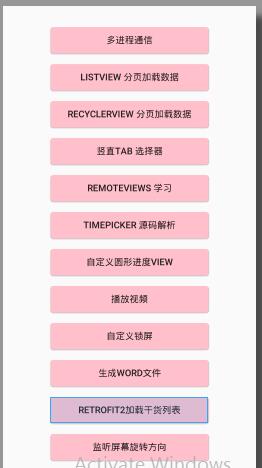 多进程通信
LISTVIEW 分页加载数据
RECYCLERVIEW 分页加载数据
竖直TAB 选择器
REMOTEVIEWS 学习
TIMEPICKER 源码解析
自定义圆形进度VIEW
播放视频
自定义锁屏
生成WORD文件
RETROFIT2加载干货列表
监听屏幕旋转方向
Activate Windows